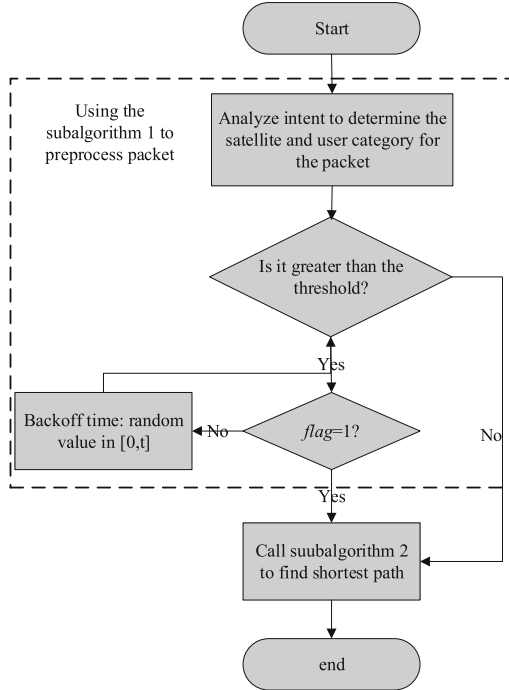 Start
Using the
subalgorithm 1 to
preprocess packet
Analyze intent to determine the
satellite and user category for
the packet
Is it greater than the
threshold?
Yes
Backoff time: random
value in [0,t]
No
flag=1?
No
Yes
Call suubalgorithm 2
to find shortest path
end